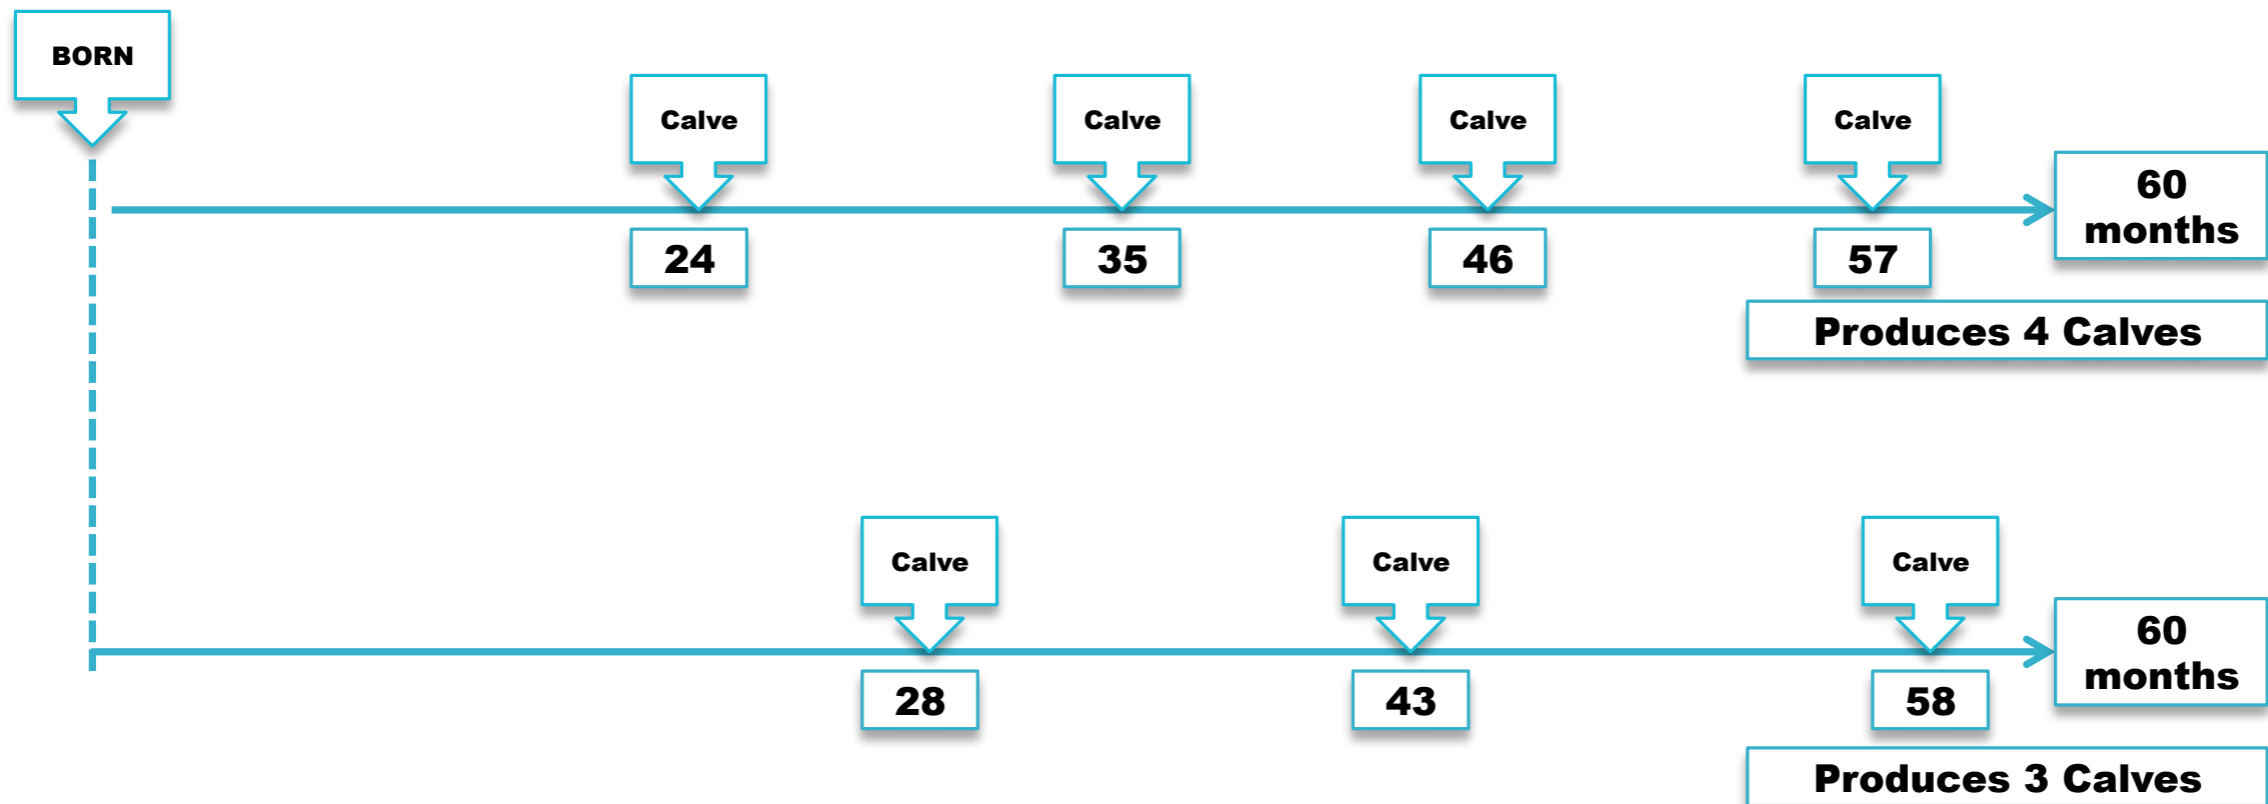 BORN
Calve
Calve
Calve
Calve
60
months
24
35
46
57
Produces 4 Calves
Calve
Calve
Calve
60
months
28
43
58
Produces 3 Calves